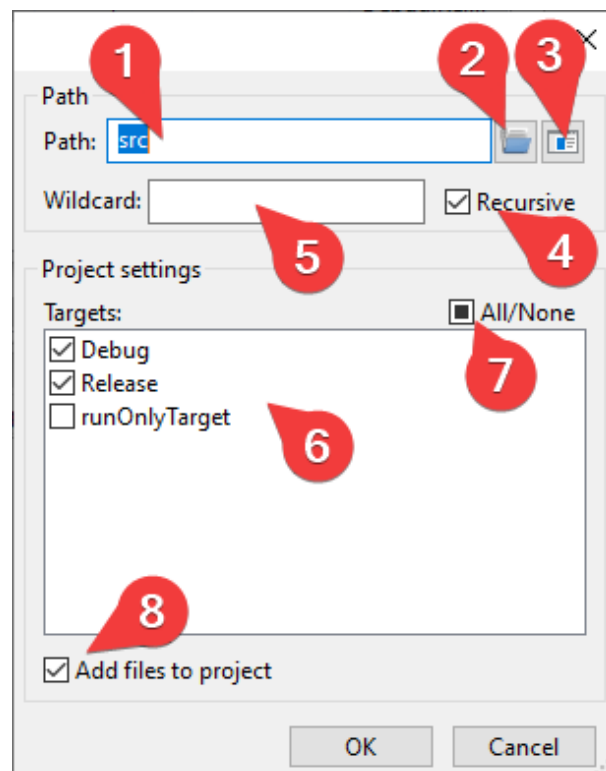 1
2
3
Path
Path: src
Wildcard:
Recursive
5
4
Project settings
Targets:
All/None
Debug
Release
runOnlyTarget
7
6
8
Add files to project
OK
Cancel